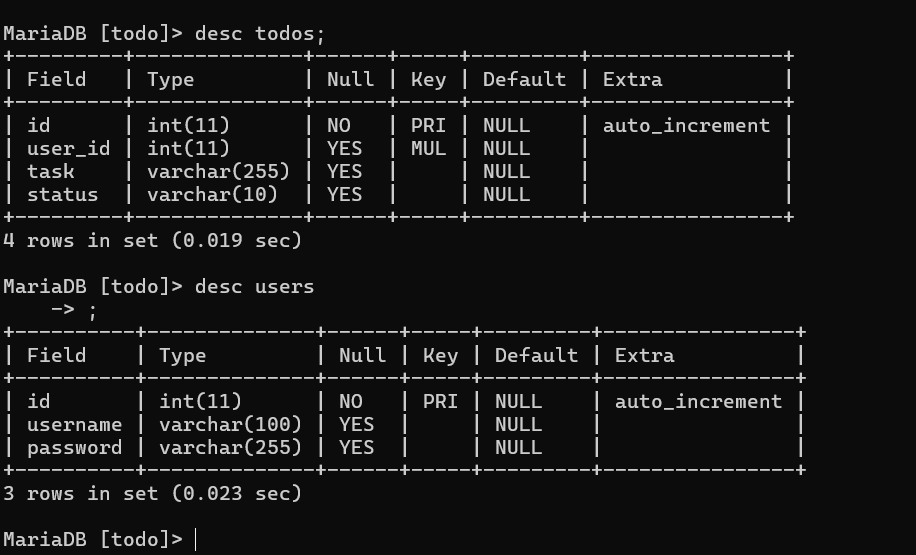 MariaDB [todo]> desc todos;
+---------+--------------+------+-----+---------+----------------+
| Field   | Type         | Null | Key | Default | Extra          |
+---------+--------------+------+-----+---------+----------------+
| id      | int(11)      | NO   | PRI | NULL    | auto_increment |
| user_id | int(11)      | YES  | MUL | NULL    |                |
| task    | varchar(255) | YES  |     | NULL    |                |
| status  | varchar(10)  | YES  |     | NULL    |                |
+---------+--------------+------+-----+---------+----------------+
4 rows in set (0.019 sec)
MariaDB [todo]> desc users
    -> ;
+----------+--------------+------+-----+---------+----------------+
| Field    | Type         | Null | Key | Default | Extra          |
+----------+--------------+------+-----+---------+----------------+
| id       | int(11)      | NO   | PRI | NULL    | auto_increment |
| username | varchar(100) | YES  |     | NULL    |                |
| password | varchar(255) | YES  |     | NULL    |                |
+----------+--------------+------+-----+---------+----------------+
3 rows in set (0.023 sec)
MariaDB [todo]>